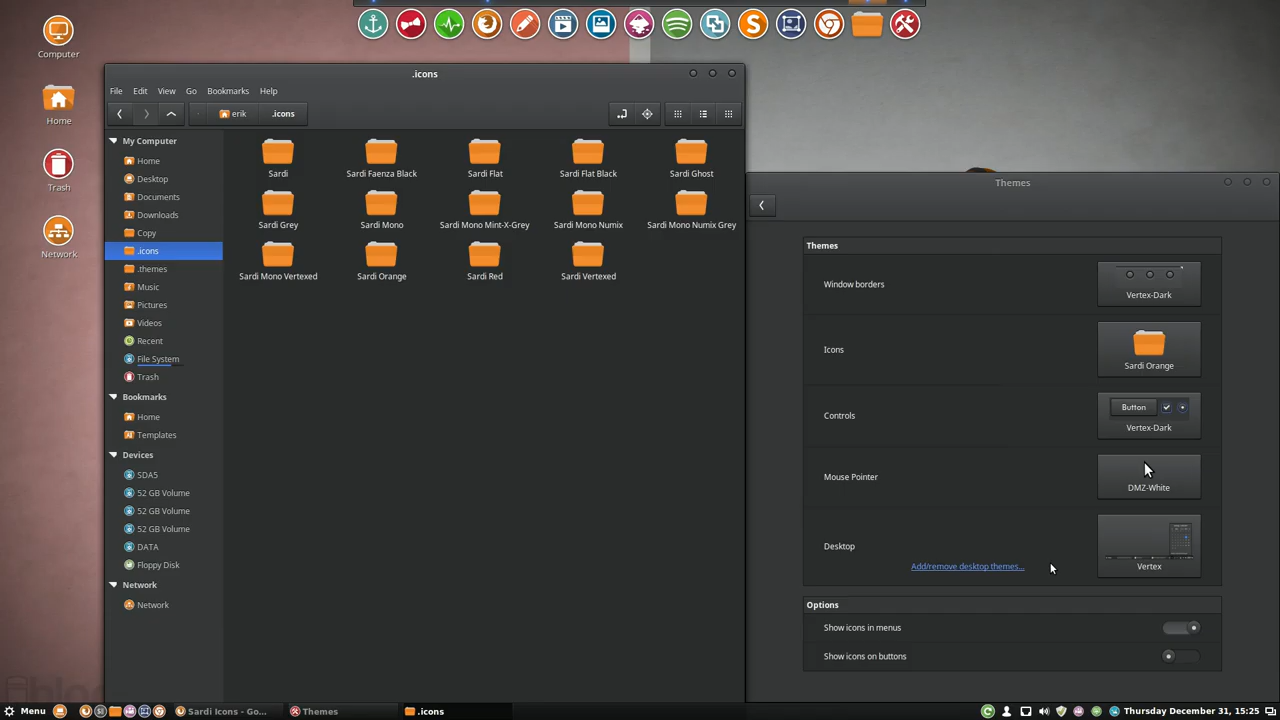 Computer
Home
Trash
Network
.icons
File Edit View Go Bookmarks Help
erik .icons
My Computer
Home
Desktop
Documents
Downloads
Copy
.icons
.themes
Music
Pictures
Videos
Recent
File System
Trash
Bookmarks
Home
Templates
Devices
SDA5
52 GB Volume
52 GB Volume
52 GB Volume
DATA
Floppy Disk
Network
Network
Sardi Sardi Faenza Black Sardi Flat Sardi Flat Black Sardi Ghost
Sardi Grey Sardi Mono Sardi Mono Mint-X-Grey Sardi Mono Numix Sardi Mono Numix Grey
Sardi Mono Vertexed Sardi Orange Sardi Red Sardi Vertexed
Themes
Themes
Window borders
Vertex-Dark
Icons
Sardi Orange
Controls
Button
Vertex-Dark
Mouse Pointer
DMZ-White
Desktop
Add/remove desktop themes...
Vertex
Options
Show icons in menus
Show icons on buttons
Menu Sardi Icons - Go... Themes .icons Thursday December 31, 15:25